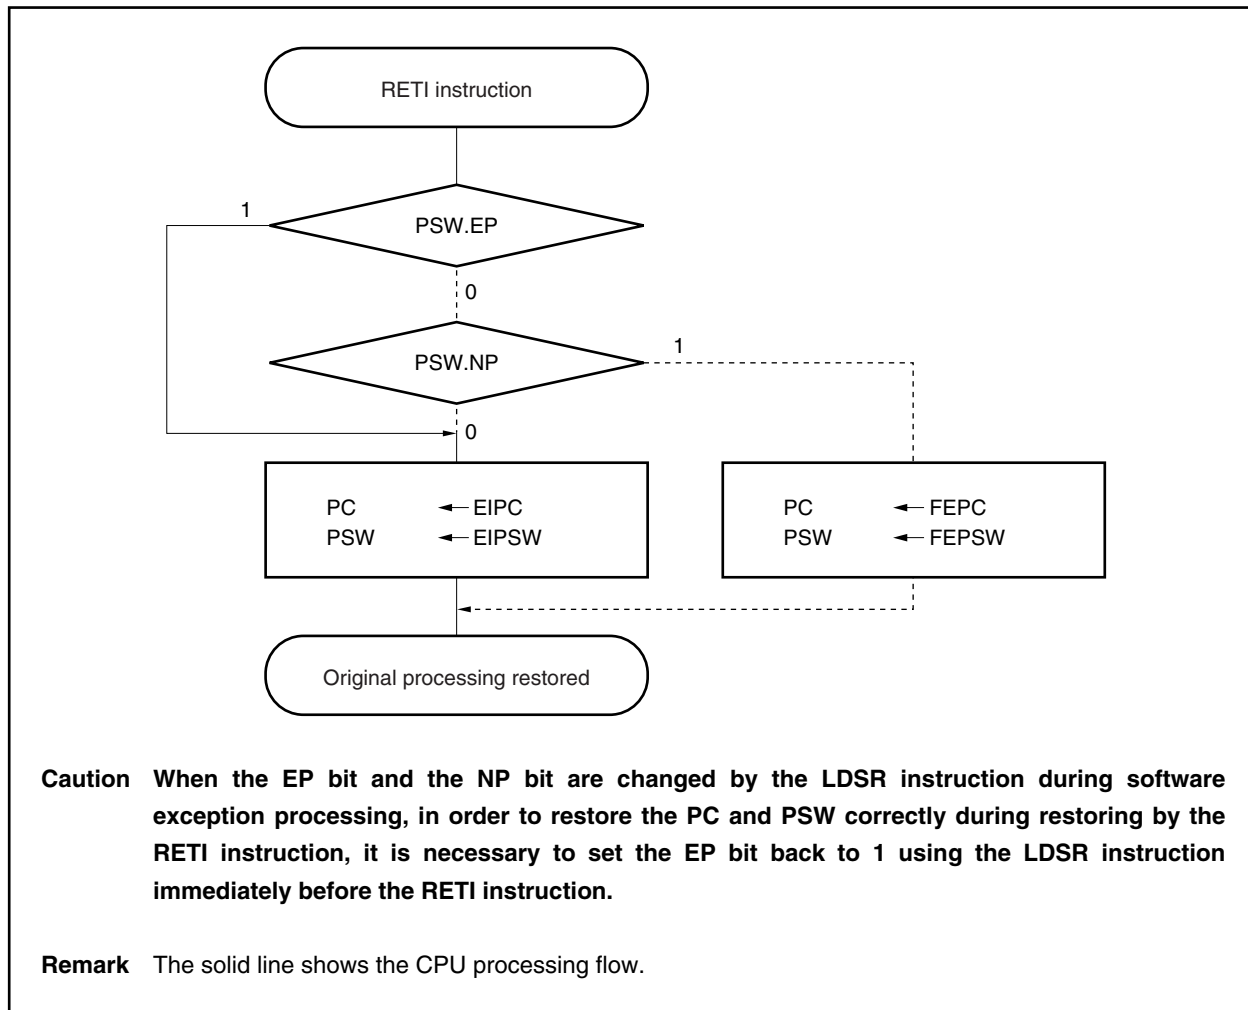 RETI instruction
1
PSW.EP
0
1
PSW.NP
0
PC ← EIPC
PSW ← EIPSW
PC ← FEPC
PSW ← FEPSW
Original processing restored
Caution When the EP bit and the NP bit are changed by the LDSR instruction during software
exception processing, in order to restore the PC and PSW correctly during restoring by the
RETI instruction, it is necessary to set the EP bit back to 1 using the LDSR instruction
immediately before the RETI instruction.
Remark The solid line shows the CPU processing flow.